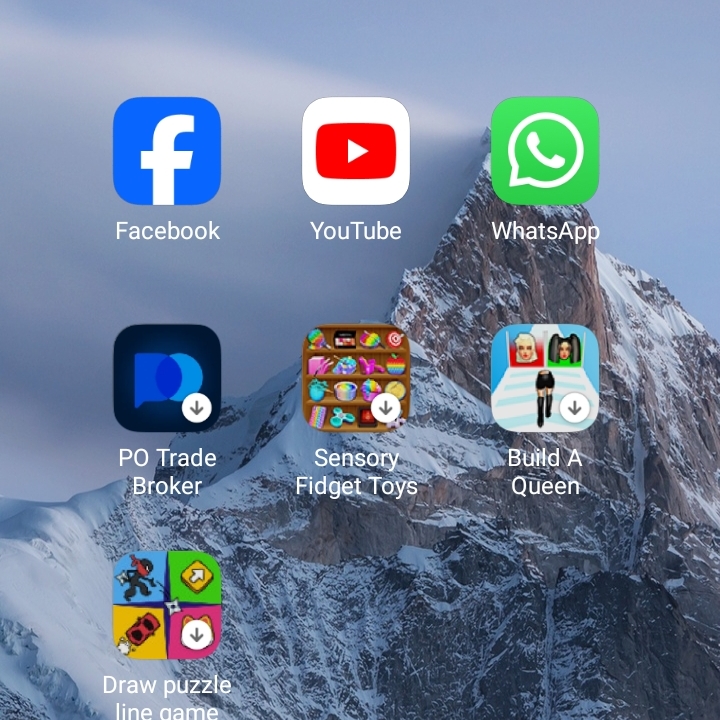 Facebook
YouTube
WhatsApp
PO Trade
Broker
Sensory
Fidget Toys
Build A
Queen
Draw puzzle
line game